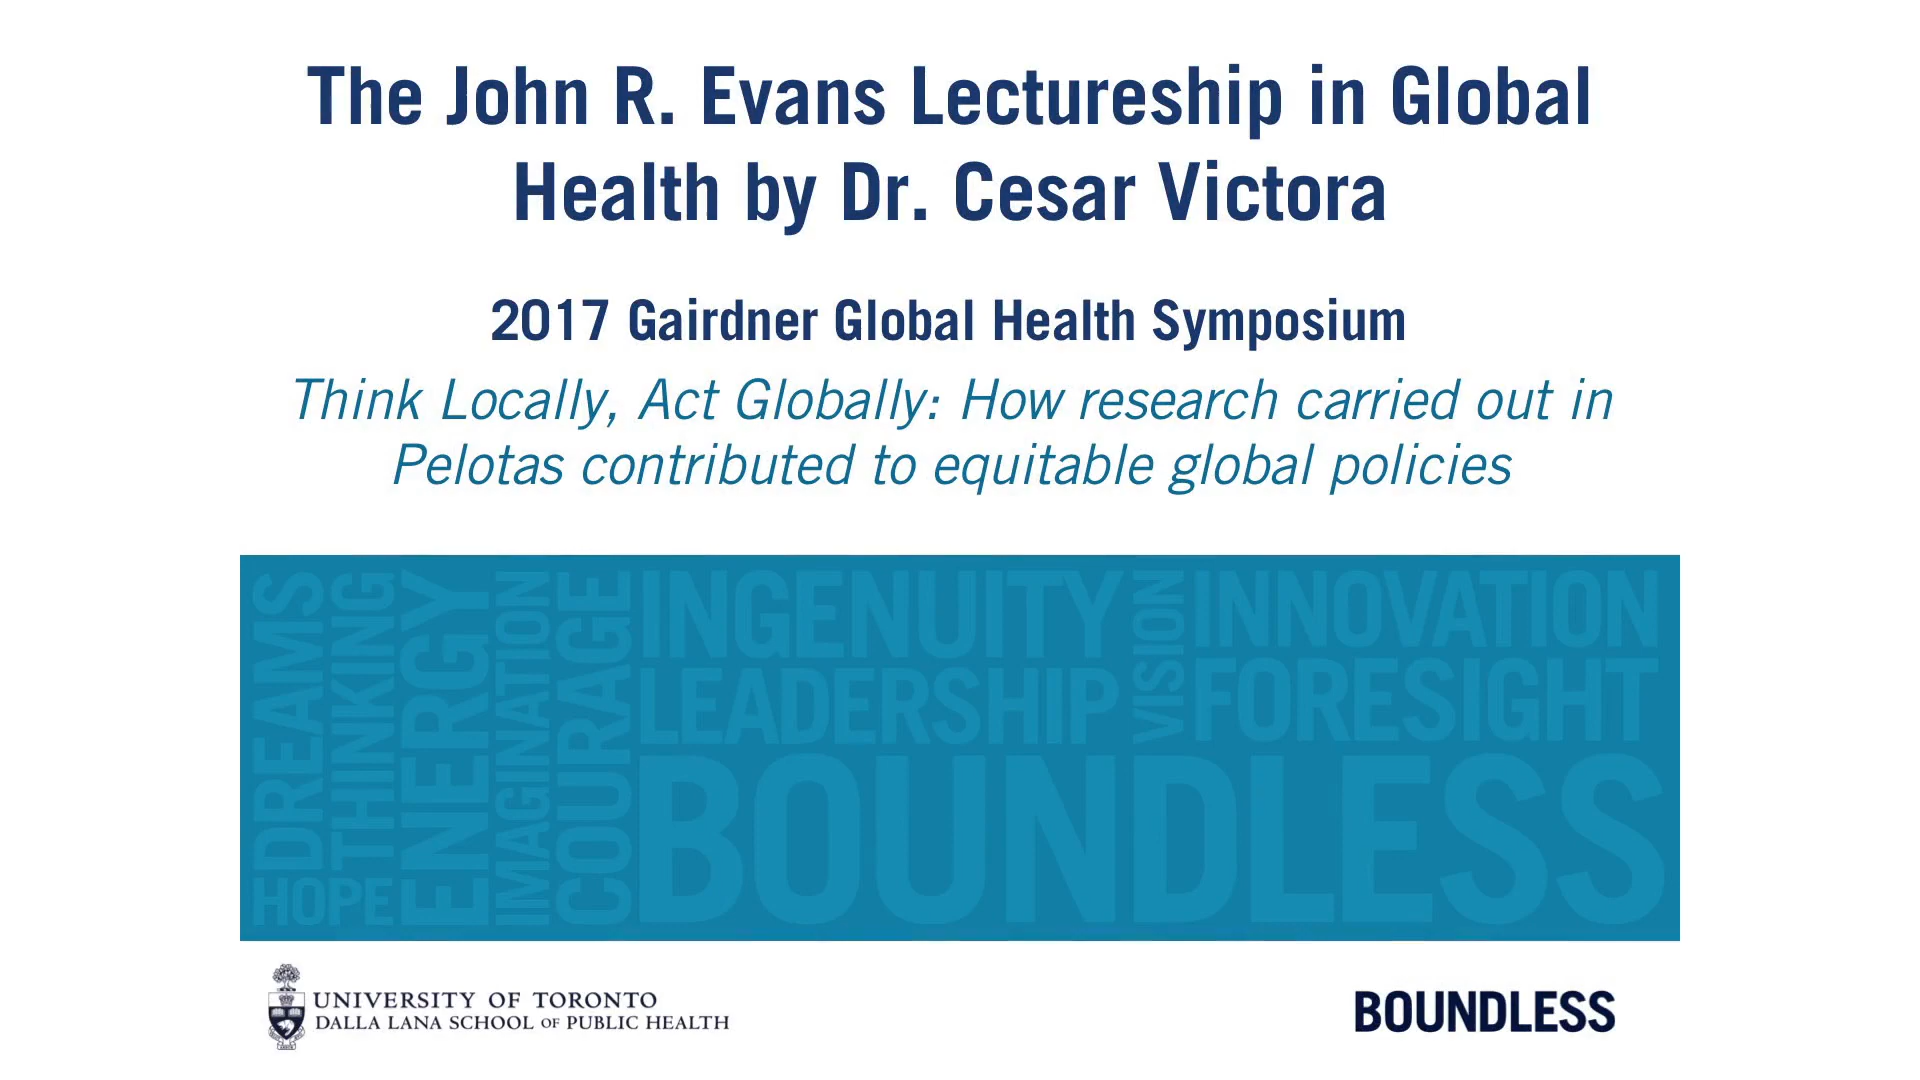 The John R. Evans Lectureship in Global
Health by Dr. Cesar Victora
2017 Gairdner Global Health Symposium
Think Locally, Act Globally: How research carried out in
Pelotas contributed to equitable global policies
DREAMS
HOPE
THINKING
ENERGY
IMAGINATION
COURAGE
INGENUITY
LEADERSHIP
VISION
INNOVATION
FORESIGHT
BOUNDLESS
UNIVERSITY OF TORONTO
DALLA LANA SCHOOL OF PUBLIC HEALTH
BOUNDLESS